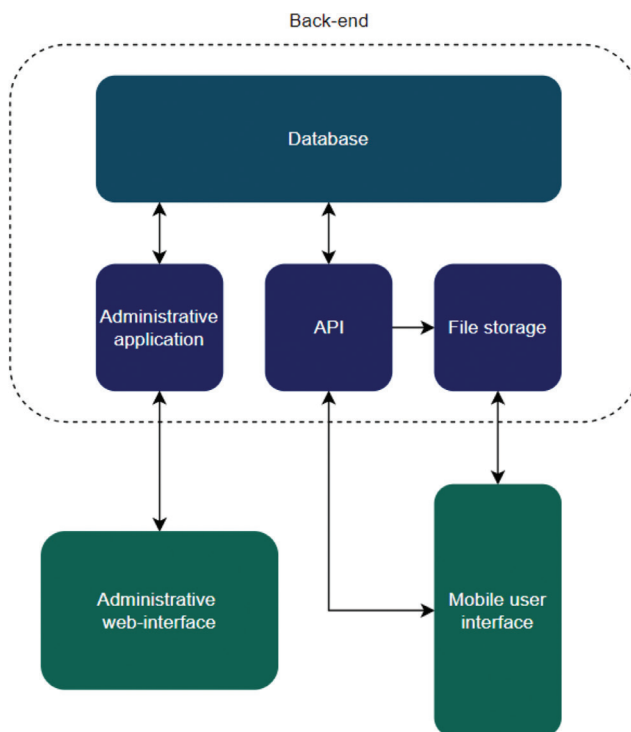 Back-end
Database
Administrative
application
API
File storage
Administrative
web-interface
Mobile user
interface